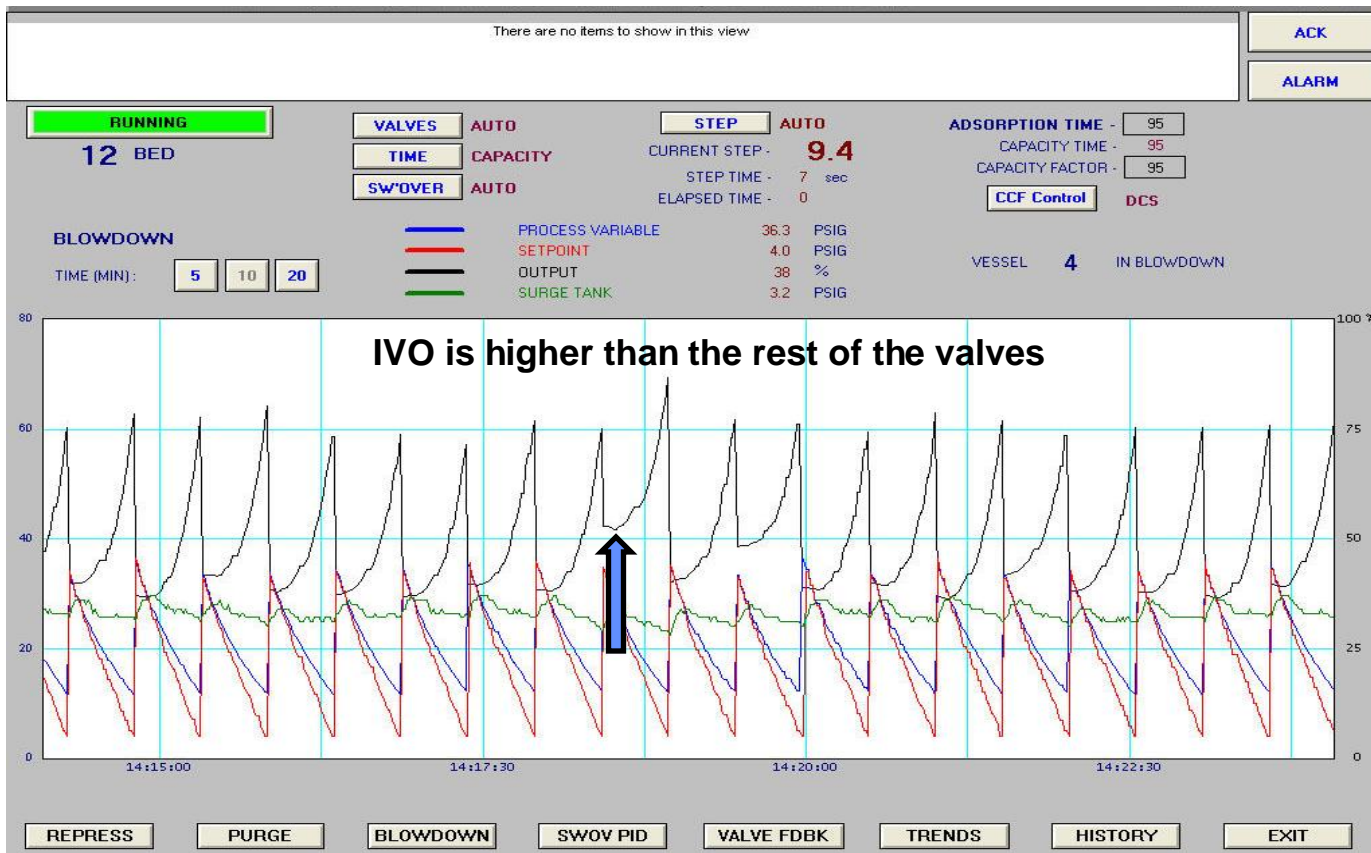 There are no items to show in this view
ACK
ALARM
RUNNING
12 BED
VALVES AUTO
TIME CAPACITY
SW'OVER AUTO
STEP AUTO
CURRENT STEP - 9.4
STEP TIME - 7 sec
ELAPSED TIME - 0
ADSORPTION TIME - 95
CAPACITY TIME - 95
CAPACITY FACTOR - 95
CCF Control DCS
BLOWDOWN
TIME (MIN) : 5 10 20
PROCESS VARIABLE 36.3 PSIG
SETPOINT 4.0 PSIG
OUTPUT 38 %
SURGE TANK 3.2 PSIG
VESSEL 4 IN BLOWDOWN
80 100 %
IVO is higher than the rest of the valves
60 75
40 50
20 25
0 0
14:15:00 14:17:30 14:20:00 14:22:30
REPRESS PURGE BLOWDOWN SWOV PID VALVE FDBK TRENDS HISTORY EXIT